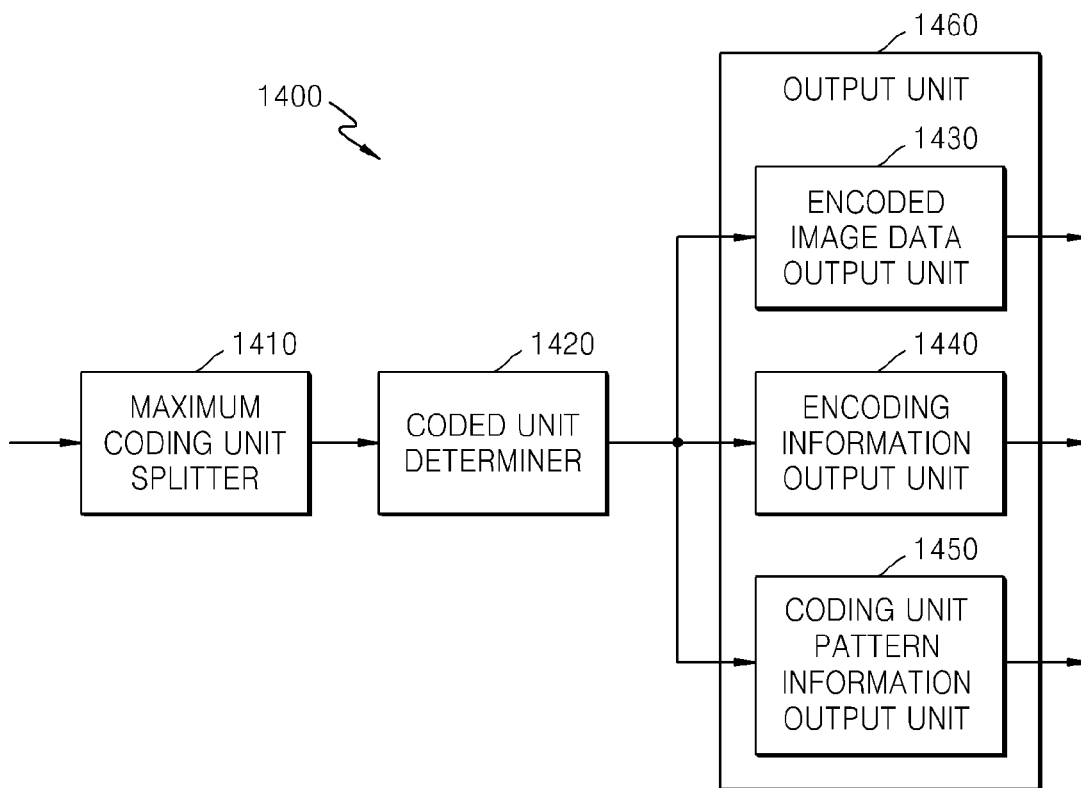 1460
OUTPUT UNIT
1400
1430
ENCODED
IMAGE DATA
OUTPUT UNIT
1410
MAXIMUM
CODING UNIT
SPLITTER
1420
CODED UNIT
DETERMINER
1440
ENCODING
INFORMATION
OUTPUT UNIT
1450
CODING UNIT
PATTERN
INFORMATION
OUTPUT UNIT